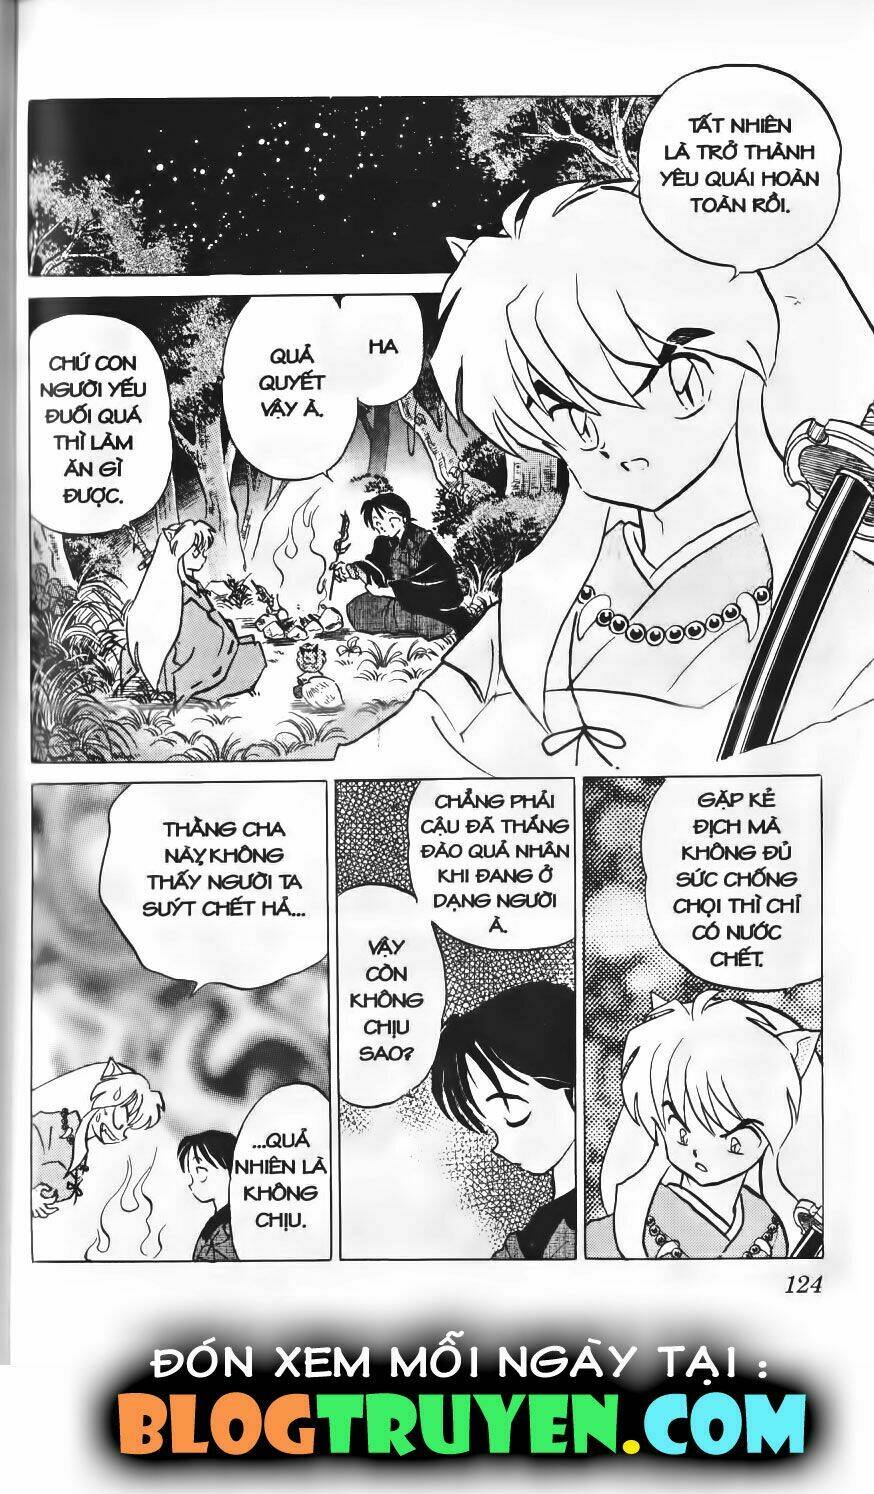 TẤT NHIÊN
LÀ TRỞ THÀNH
YÊU QUÁI HOÀN
TOÀN RỒI.
HA
QUẢ
QUYẾT
VẬY À.
CHỨ CON
NGƯỜI YẾU
ĐUỐI QUÁ
THÌ LÀM
ĂN GÌ
ĐƯỢC.
GẶP KẺ
ĐỊCH MÀ
KHÔNG ĐỦ
SỨC CHỐNG
CHỌI THÌ CHỈ
CÓ NƯỚC
CHẾT.
CHẲNG PHẢI
CẬU ĐÃ THẮNG
ĐÀO QUẢ NHÂN
KHI ĐANG Ở
DẠNG NGƯỜI
À.
VẬY
CÒN
KHÔNG
CHỊU
SAO?
THẰNG CHA
NÀY, KHÔNG
THẤY NGƯỜI TA
SUÝT CHẾT HẢ...
...QUẢ
NHIÊN LÀ
KHÔNG
CHỊU.
124
ĐÓN XEM MỖI NGÀY TẠI :
BLOGTRUYEN.COM